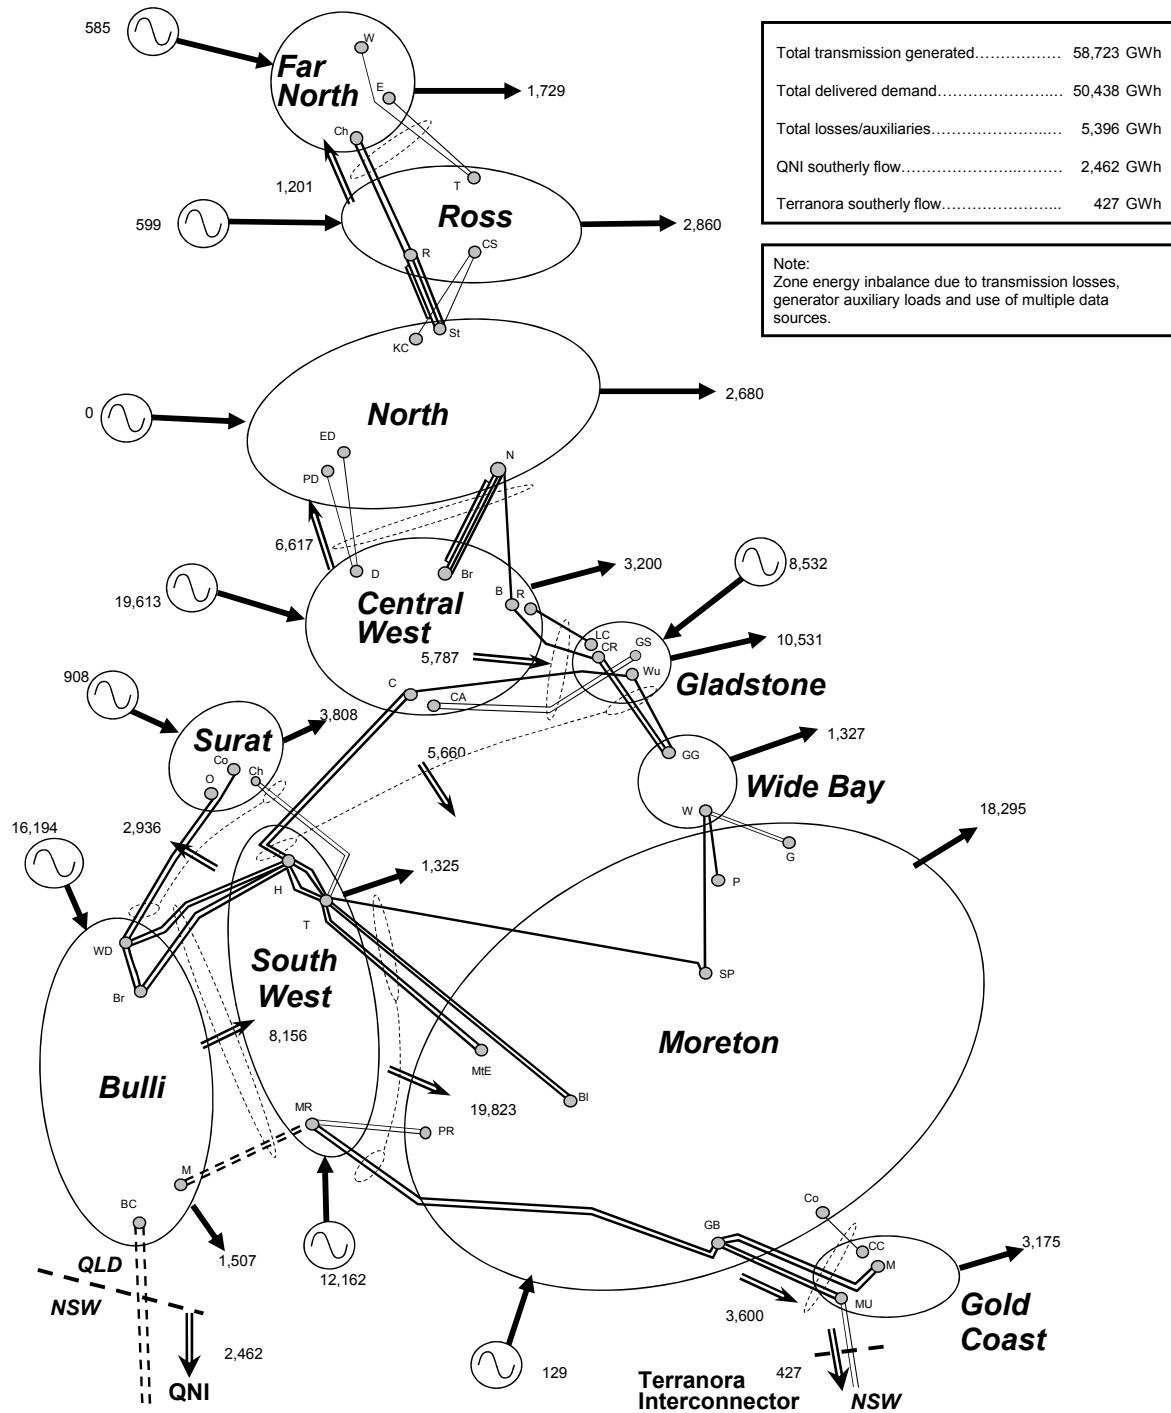 585
W
Far
North
E
1,729
Ch
Total transmission generated................ 58,723 GWh
Total delivered demand........................ 50,438 GWh
Total losses/auxiliaries......................... 5,396 GWh
QNI southerly flow............................... 2,462 GWh
Terranora southerly flow........................ 427 GWh
1,201
T
599
Ross
2,860
R
CS
Note:
Zone energy inbalance due to transmission losses,
generator auxiliary loads and use of multiple data
sources.
KC
St
0
North
2,680
ED
PD
N
6,617
D
Br
3,200
8,532
19,613
Central
West
B
R
LC
CR
GS
Wu
10,531
5,787
Gladstone
908
C
CA
3,808
Surat
Co
Ch
O
5,660
GG
1,327
Wide Bay
16,194
2,936
W
18,295
G
1,325
P
H
T
WD
South
West
SP
Br
8,156
Moreton
Bulli
MtE
19,823
BI
MR
PR
M
BC
Co
GB
CC
M
3,175
1,507
QLD
NSW
12,162
MU
3,600
Gold
Coast
2,462
QNI
129
427
Terranora
Interconnector
NSW